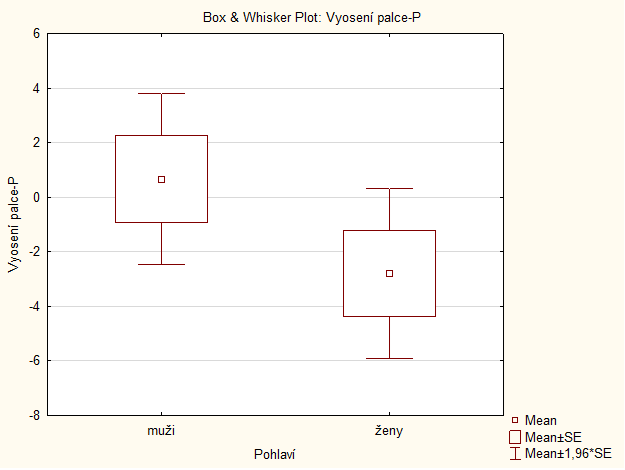 Box & Whisker Plot: Vyosení palce-P
Vyosení palce-P
6
4
2
0
-2
-4
-6
-8
muži
ženy
Pohlaví
Mean
Mean±SE
Mean±1,96*SE